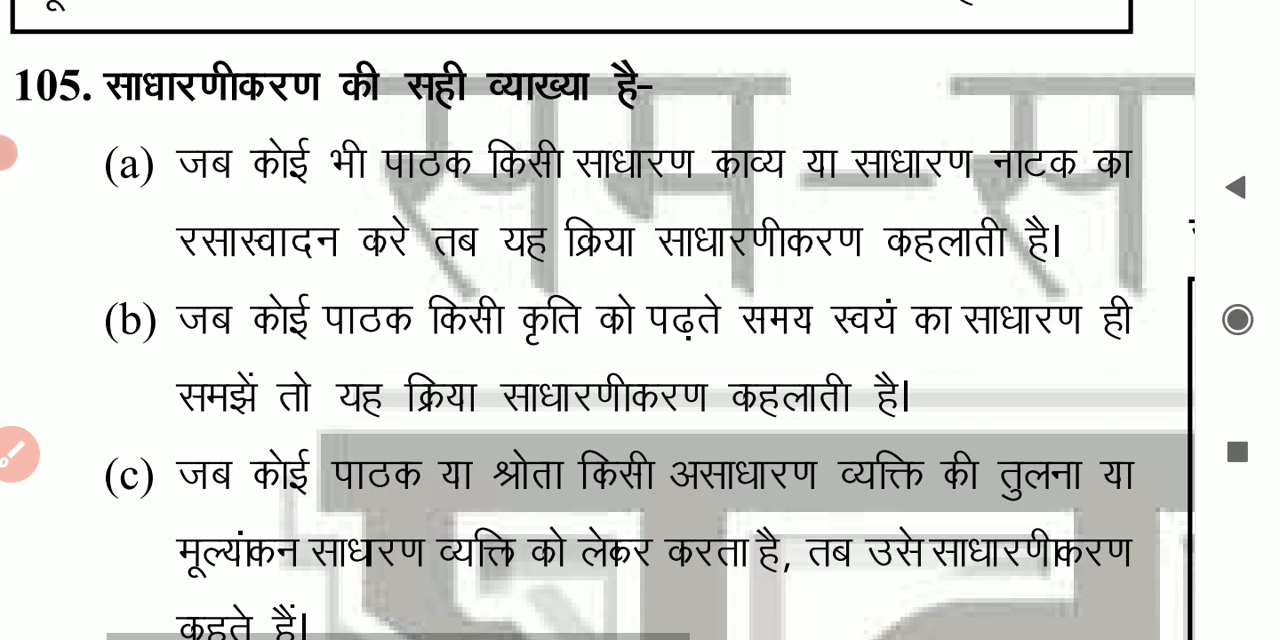 105. साधारणीकरण की सही व्याख्या है-
(a) जब कोई भी पाठक किसी साधारण काव्य या साधारण नाटक का
रसास्वादन करे तब यह क्रिया साधारणीकरण कहलाती है।
(b) जब कोई पाठक किसी कृति को पढ़ते समय स्वयं का साधारण ही
समझें तो यह क्रिया साधारणीकरण कहलाती है।
(c) जब कोई पाठक या श्रोता किसी असाधारण व्यक्ति की तुलना या
मूल्यांकन साधारण व्यक्ति को लेकर करता है, तब उसे साधारणीकरण
कहते हैं।